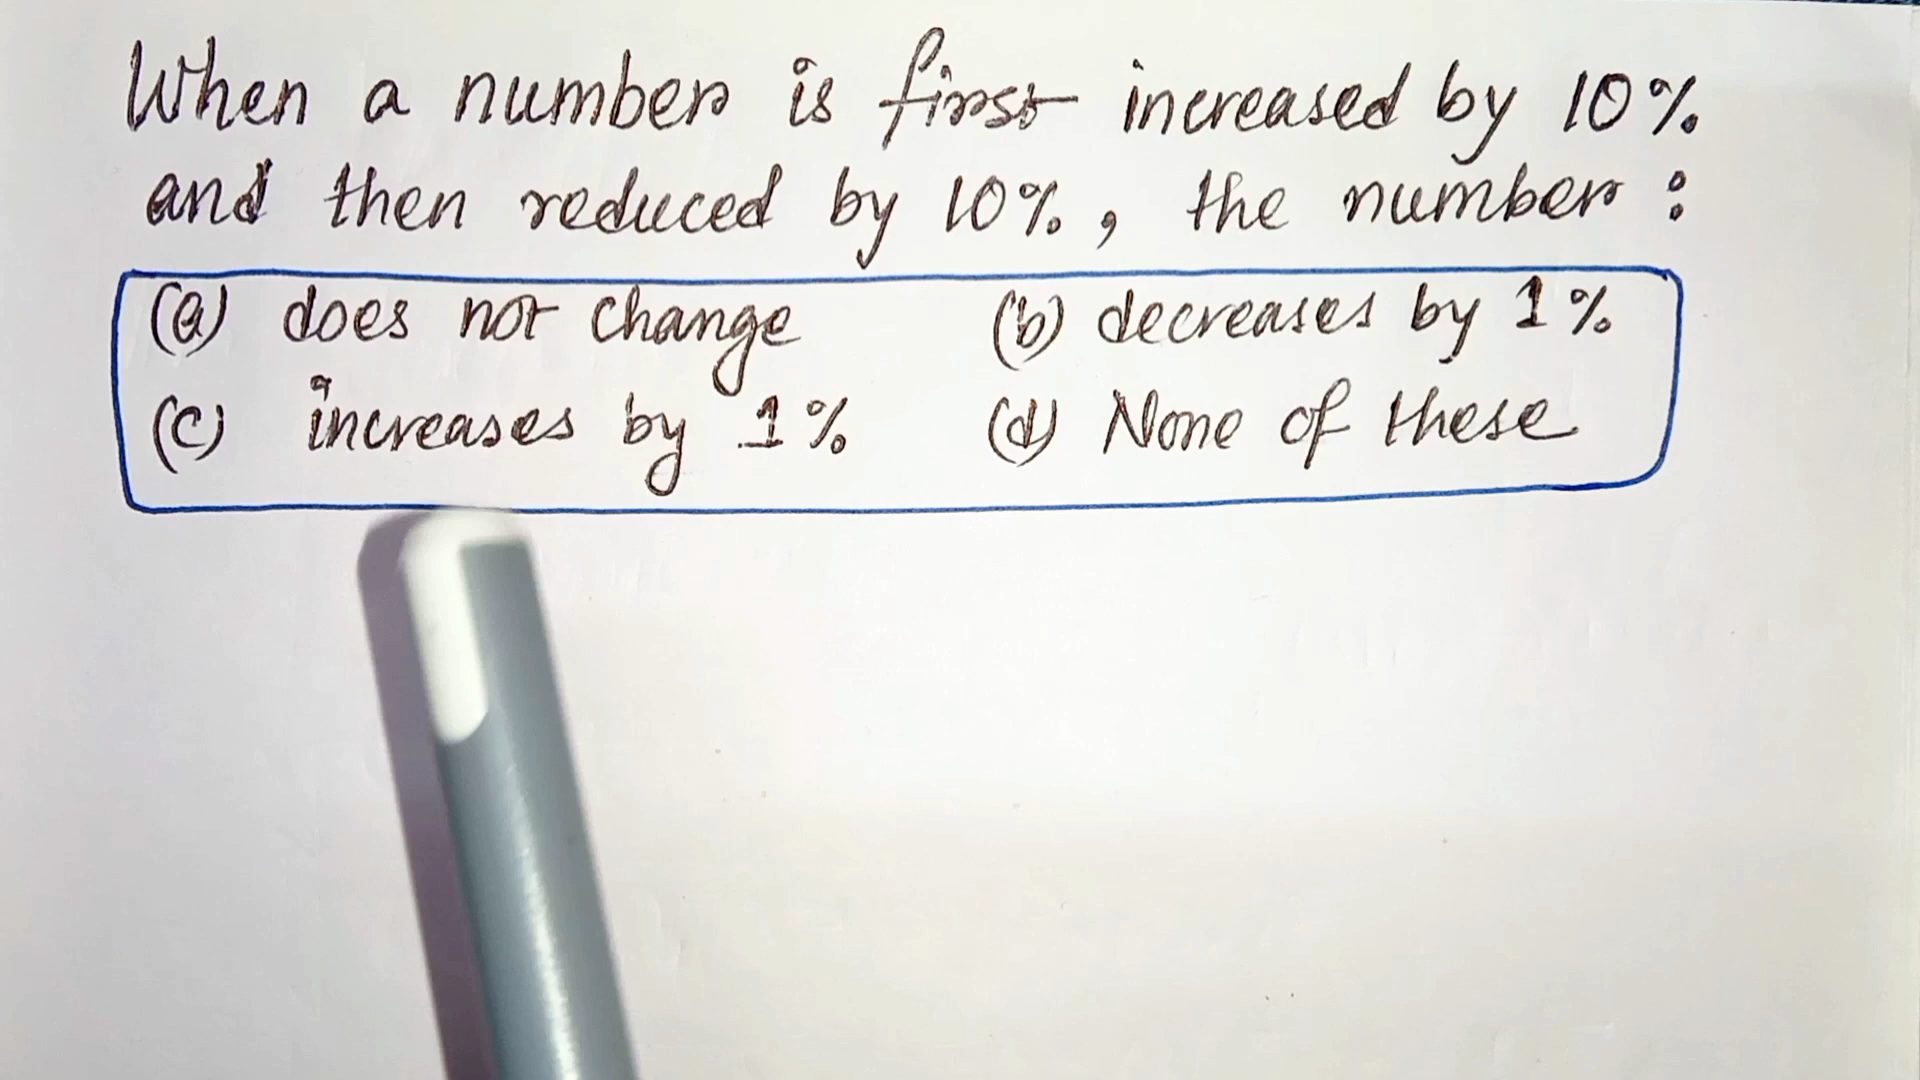 When a number is first increased by 10%
and then reduced by 10%, the number :
(a) does not change (b) decreases by 1%
(c) increases by 1% (d) None of these